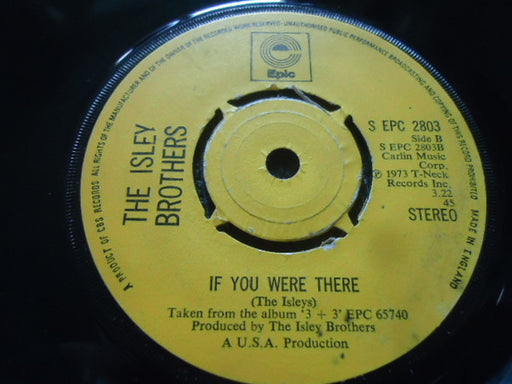 ALL RIGHTS OF THE MANUFACTURER AND OF THE OWNER OF THE RECORDED WORK RESERVED-UNAUTHORISED PUBLIC PERFORMANCE BROADCASTING AND COPYING OF THIS RECORD PROHIBITED
MADE IN ENGLAND
A PRODUCT OF CBS RECORDS
Epic
THE ISLEY
BROTHERS
S EPC 2803
Side B
S EPC 2803B
Carlin Music
Corp.
℗ 1973 T-Neck
Records Inc.
3.22
45
STEREO
IF YOU WERE THERE
(The Isleys)
Taken from the album '3 + 3' EPC 65740
Produced by The Isley Brothers
A U.S.A. Production